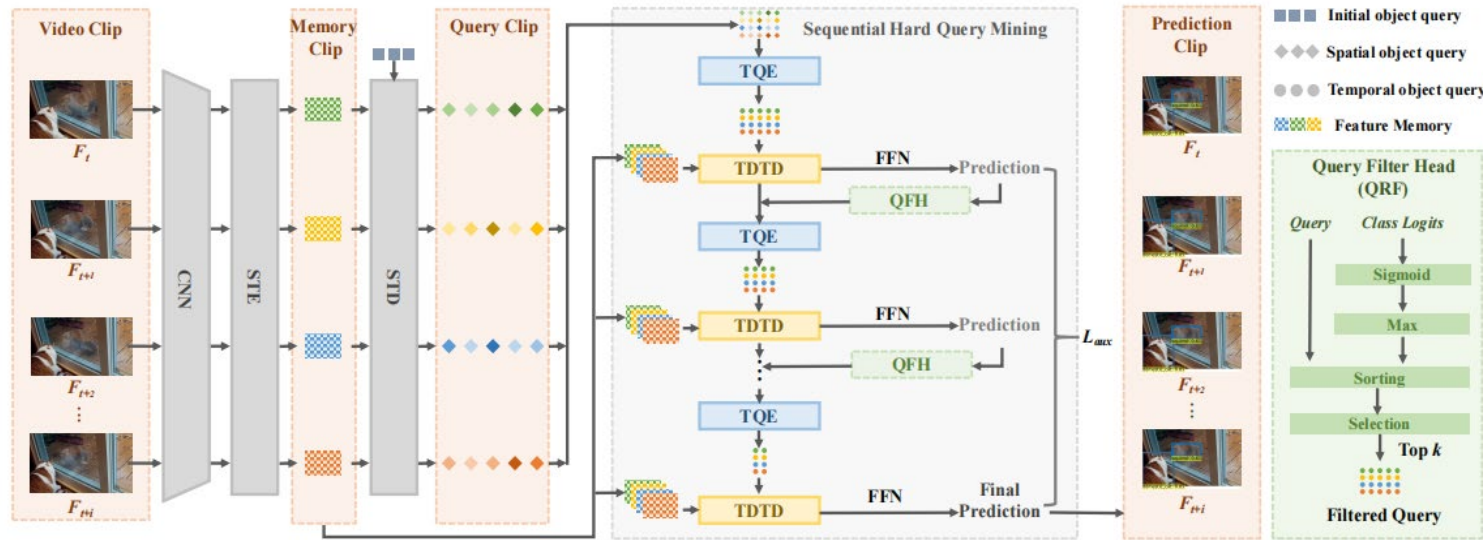 Video Clip
F_t
F_{t+1}
F_{t+2}
⋮
F_{t+i}
CNN
STE
Memory
Clip
STD
Query Clip
Sequential Hard Query Mining
TQE
TDTD
FFN
Prediction
QFH
TQE
TDTD
FFN
Prediction
QFH
⋮
TQE
TDTD
FFN
Final
Prediction
L_{aux}
Prediction
Clip
F_t
F_{t+1}
F_{t+2}
⋮
F_{t+i}
Initial object query
Spatial object query
Temporal object query
Feature Memory
Query Filter Head
(QRF)
Query
Class Logits
Sigmoid
Max
Sorting
Selection
Top k
Filtered Query